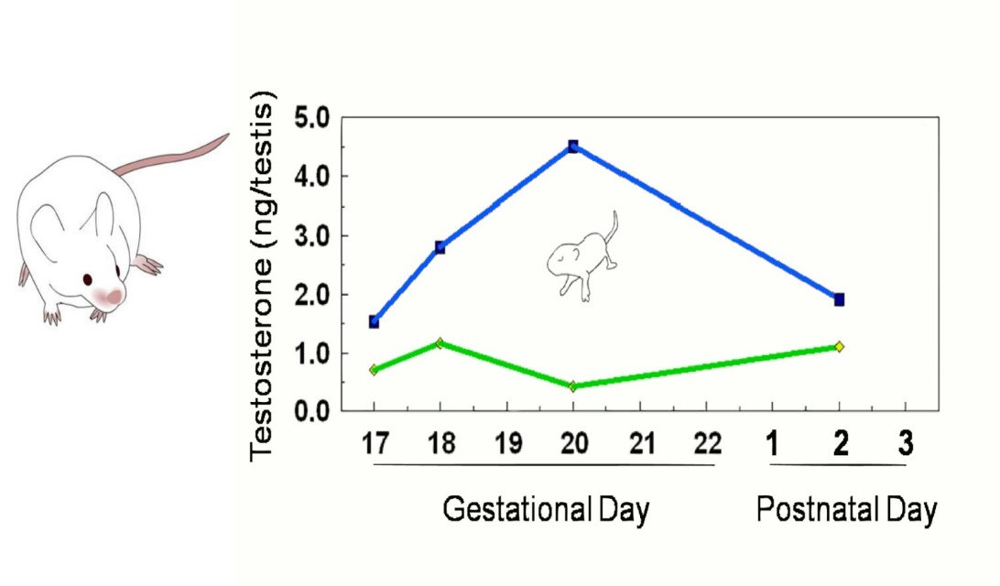 Testosterone (ng/testis)
5.0
4.0
3.0
2.0
1.0
0.0
17 18 19 20 21 22 1 2 3
Gestational Day Postnatal Day